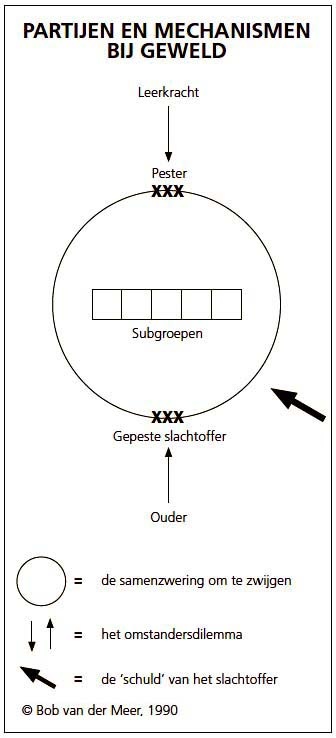 PARTIJEN EN MECHANISMEN
BIJ GEWELD
Leerkracht
Pester
XXX
Subgroepen
XXX
Gepeste slachtoffer
Ouder
= de samenzwering om te zwijgen
= het omstandersdilemma
= de ‘schuld’ van het slachtoffer
© Bob van der Meer, 1990